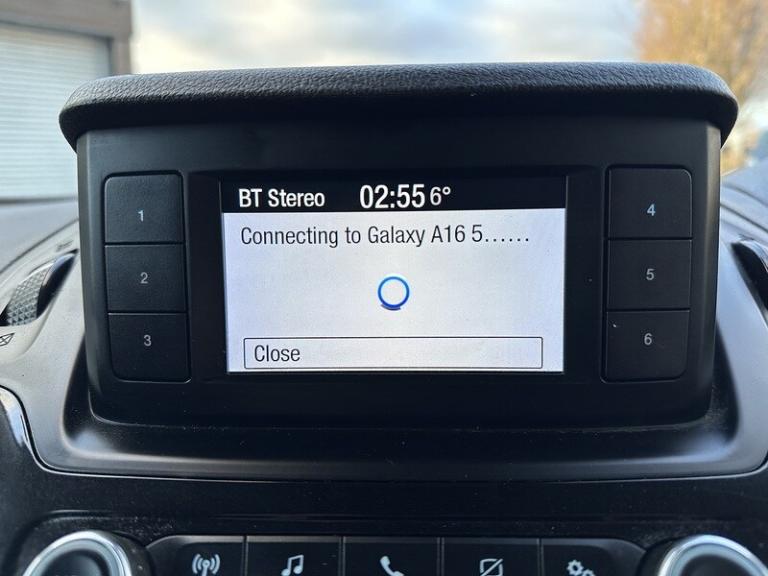 BT Stereo 02:55 6°
Connecting to Galaxy A16 5......
Close
1
2
3
4
5
6